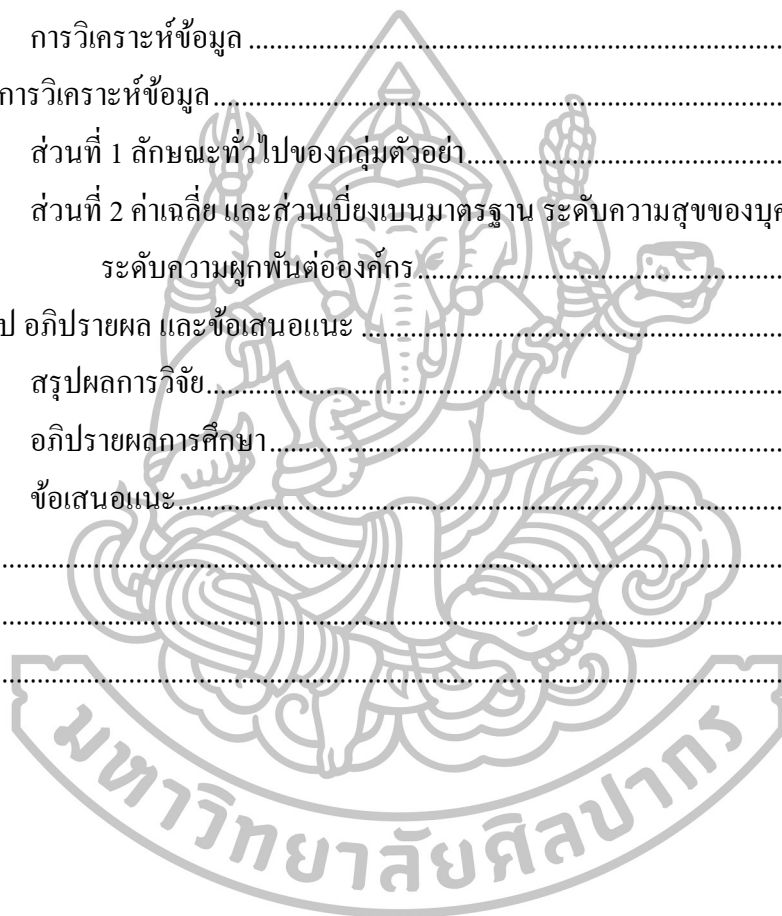 การวิเคราะห์ข้อมูล ........................................................................
การวิเคราะห์ข้อมูล ........................................................................
ส่วนที่ 1 ลักษณะทั่วไปของกลุ่มตัวอย่า ........................................................................
ส่วนที่ 2 ค่าเฉลี่ย และส่วนเบี่ยงเบนมาตรฐาน ระดับความสุขของบุค
ระดับความผูกพันต่อองค์กร ........................................................................
ป อภิปรายผล และข้อเสนอแนะ ........................................................................
สรุปผลการวิจัย ........................................................................
อภิปรายผลการศึกษา ........................................................................
ข้อเสนอแนะ ........................................................................
มหาวิทยาลัยศิลปากร